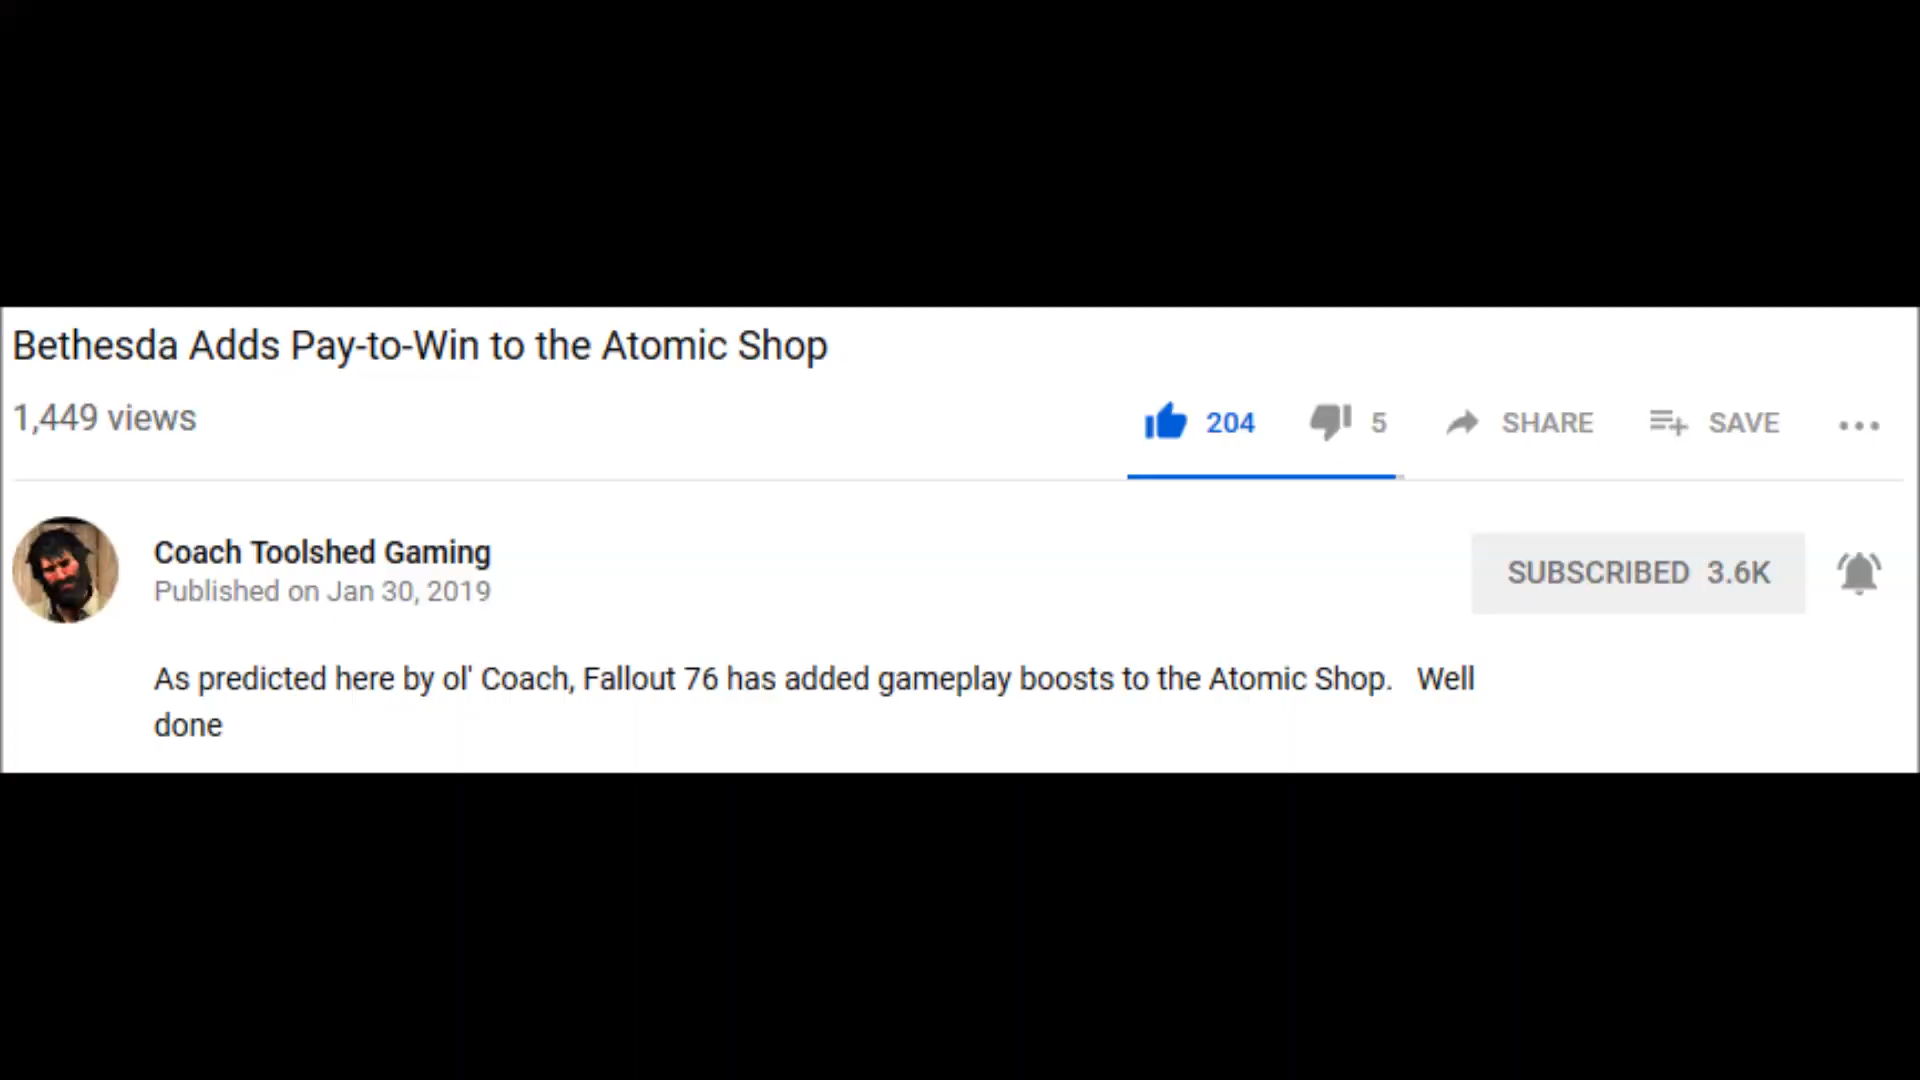 Bethesda Adds Pay-to-Win to the Atomic Shop
1,449 views
204
5
SHARE
SAVE
Coach Toolshed Gaming
Published on Jan 30, 2019
SUBSCRIBED 3.6K
As predicted here by ol' Coach, Fallout 76 has added gameplay boosts to the Atomic Shop. Well
done